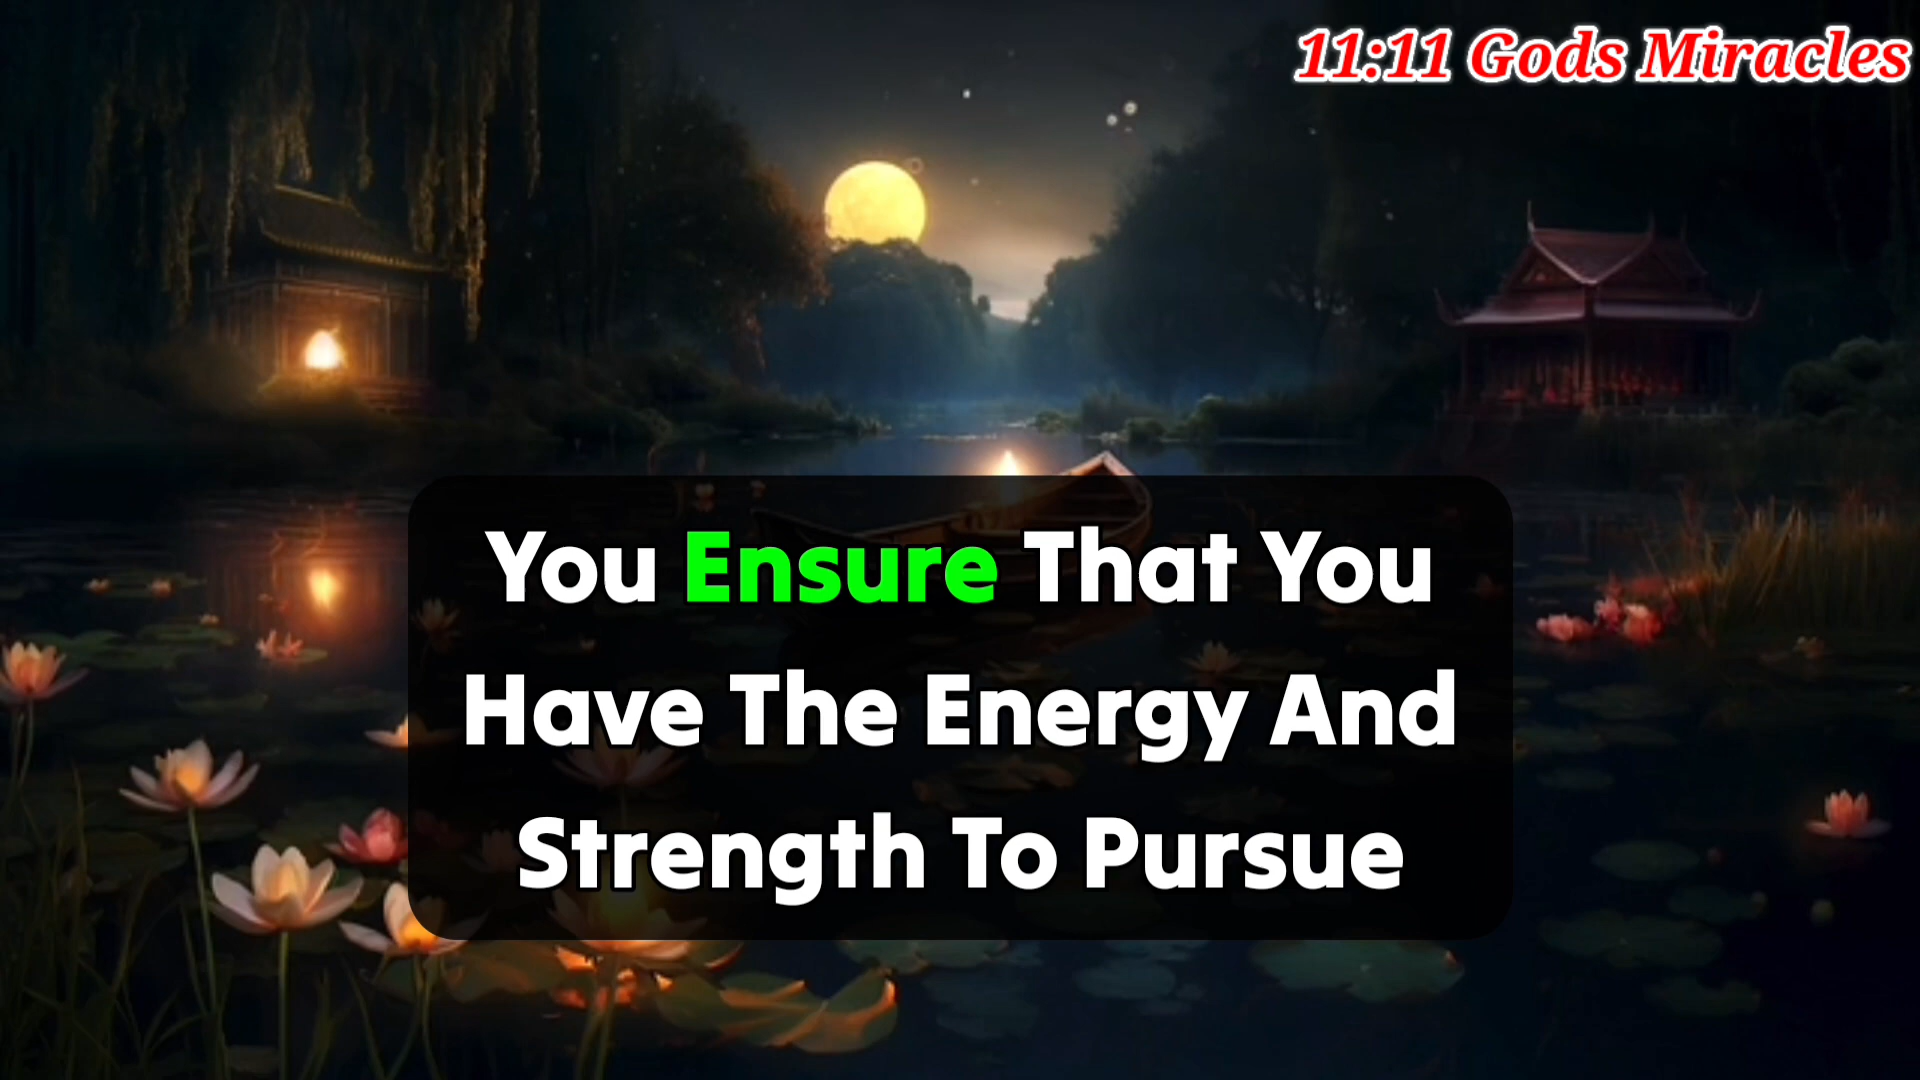 11:11 Gods Miracles
You Ensure That You
Have The Energy And
Strength To Pursue